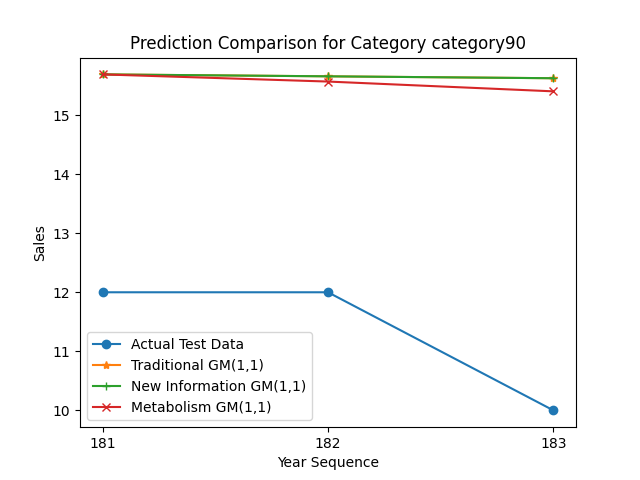 Prediction Comparison for Category category90
Sales
15
14
13
12
11
10
Actual Test Data
Traditional GM(1,1)
New Information GM(1,1)
Metabolism GM(1,1)
181
182
183
Year Sequence